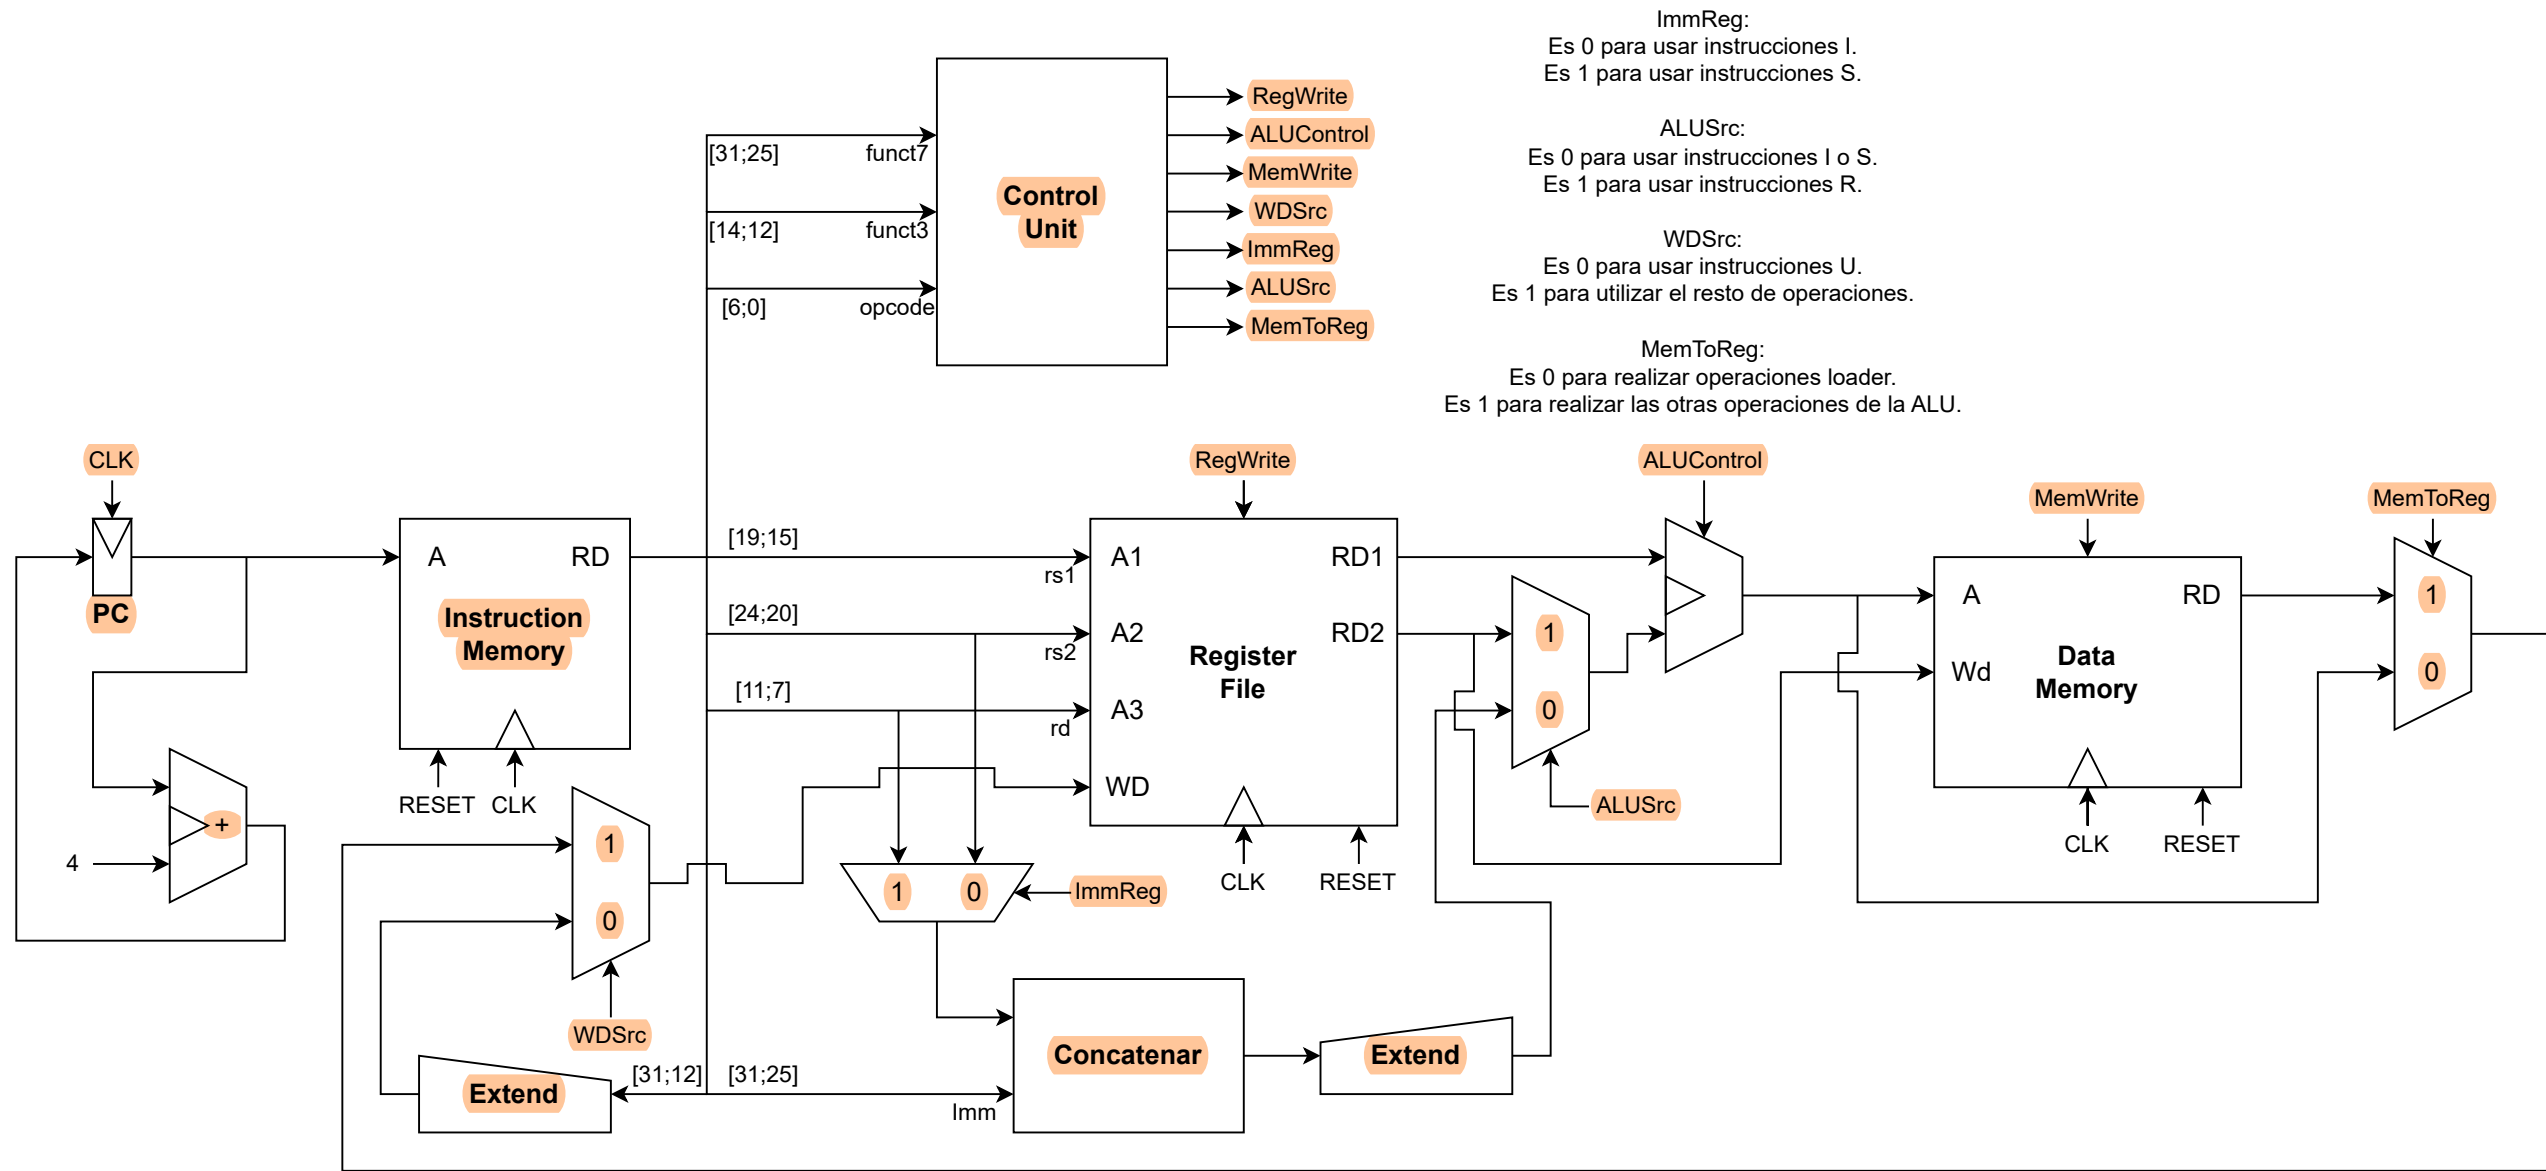 ImmReg:
Es 0 para usar instrucciones I.
Es 1 para usar instrucciones S.
ALUSrc:
Es 0 para usar instrucciones I o S.
Es 1 para usar instrucciones R.
WDSrc:
Es 0 para usar instrucciones U.
Es 1 para utilizar el resto de operaciones.
MemToReg:
Es 0 para realizar operaciones loader.
Es 1 para realizar las otras operaciones de la ALU.
[31;25]
funct7
[14;12]
funct3
[6;0]
opcode
Control
Unit
RegWrite
ALUControl
MemWrite
WDSrc
ImmReg
ALUSrc
MemToReg
CLK
PC
A
RD
Instruction
Memory
RESET
CLK
4
+
[19;15]
rs1
[24;20]
rs2
[11;7]
rd
RegWrite
A1
RD1
A2
RD2
A3
WD
Register
File
CLK
RESET
1
0
WDSrc
1
0
ImmReg
Extend
[31;12]
[31;25]
Imm
Concatenar
Extend
ALUControl
1
0
ALUSrc
MemWrite
A
RD
Wd
Data
Memory
CLK
RESET
MemToReg
1
0